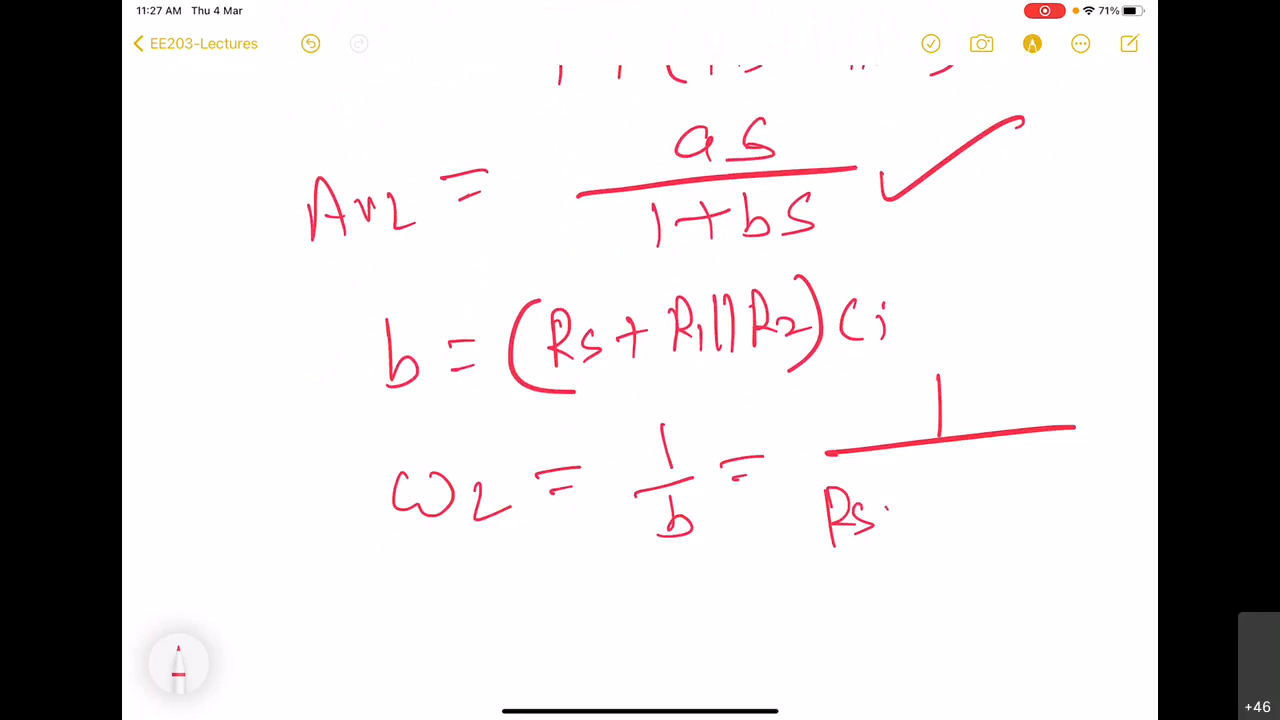 11:27 AM Thu 4 Mar 71%
EE203-Lectures
Av2 = as / 1+bs
b = (Rs + R1||R2) Ci
ω2 = 1/b = 1 / Rs
+46